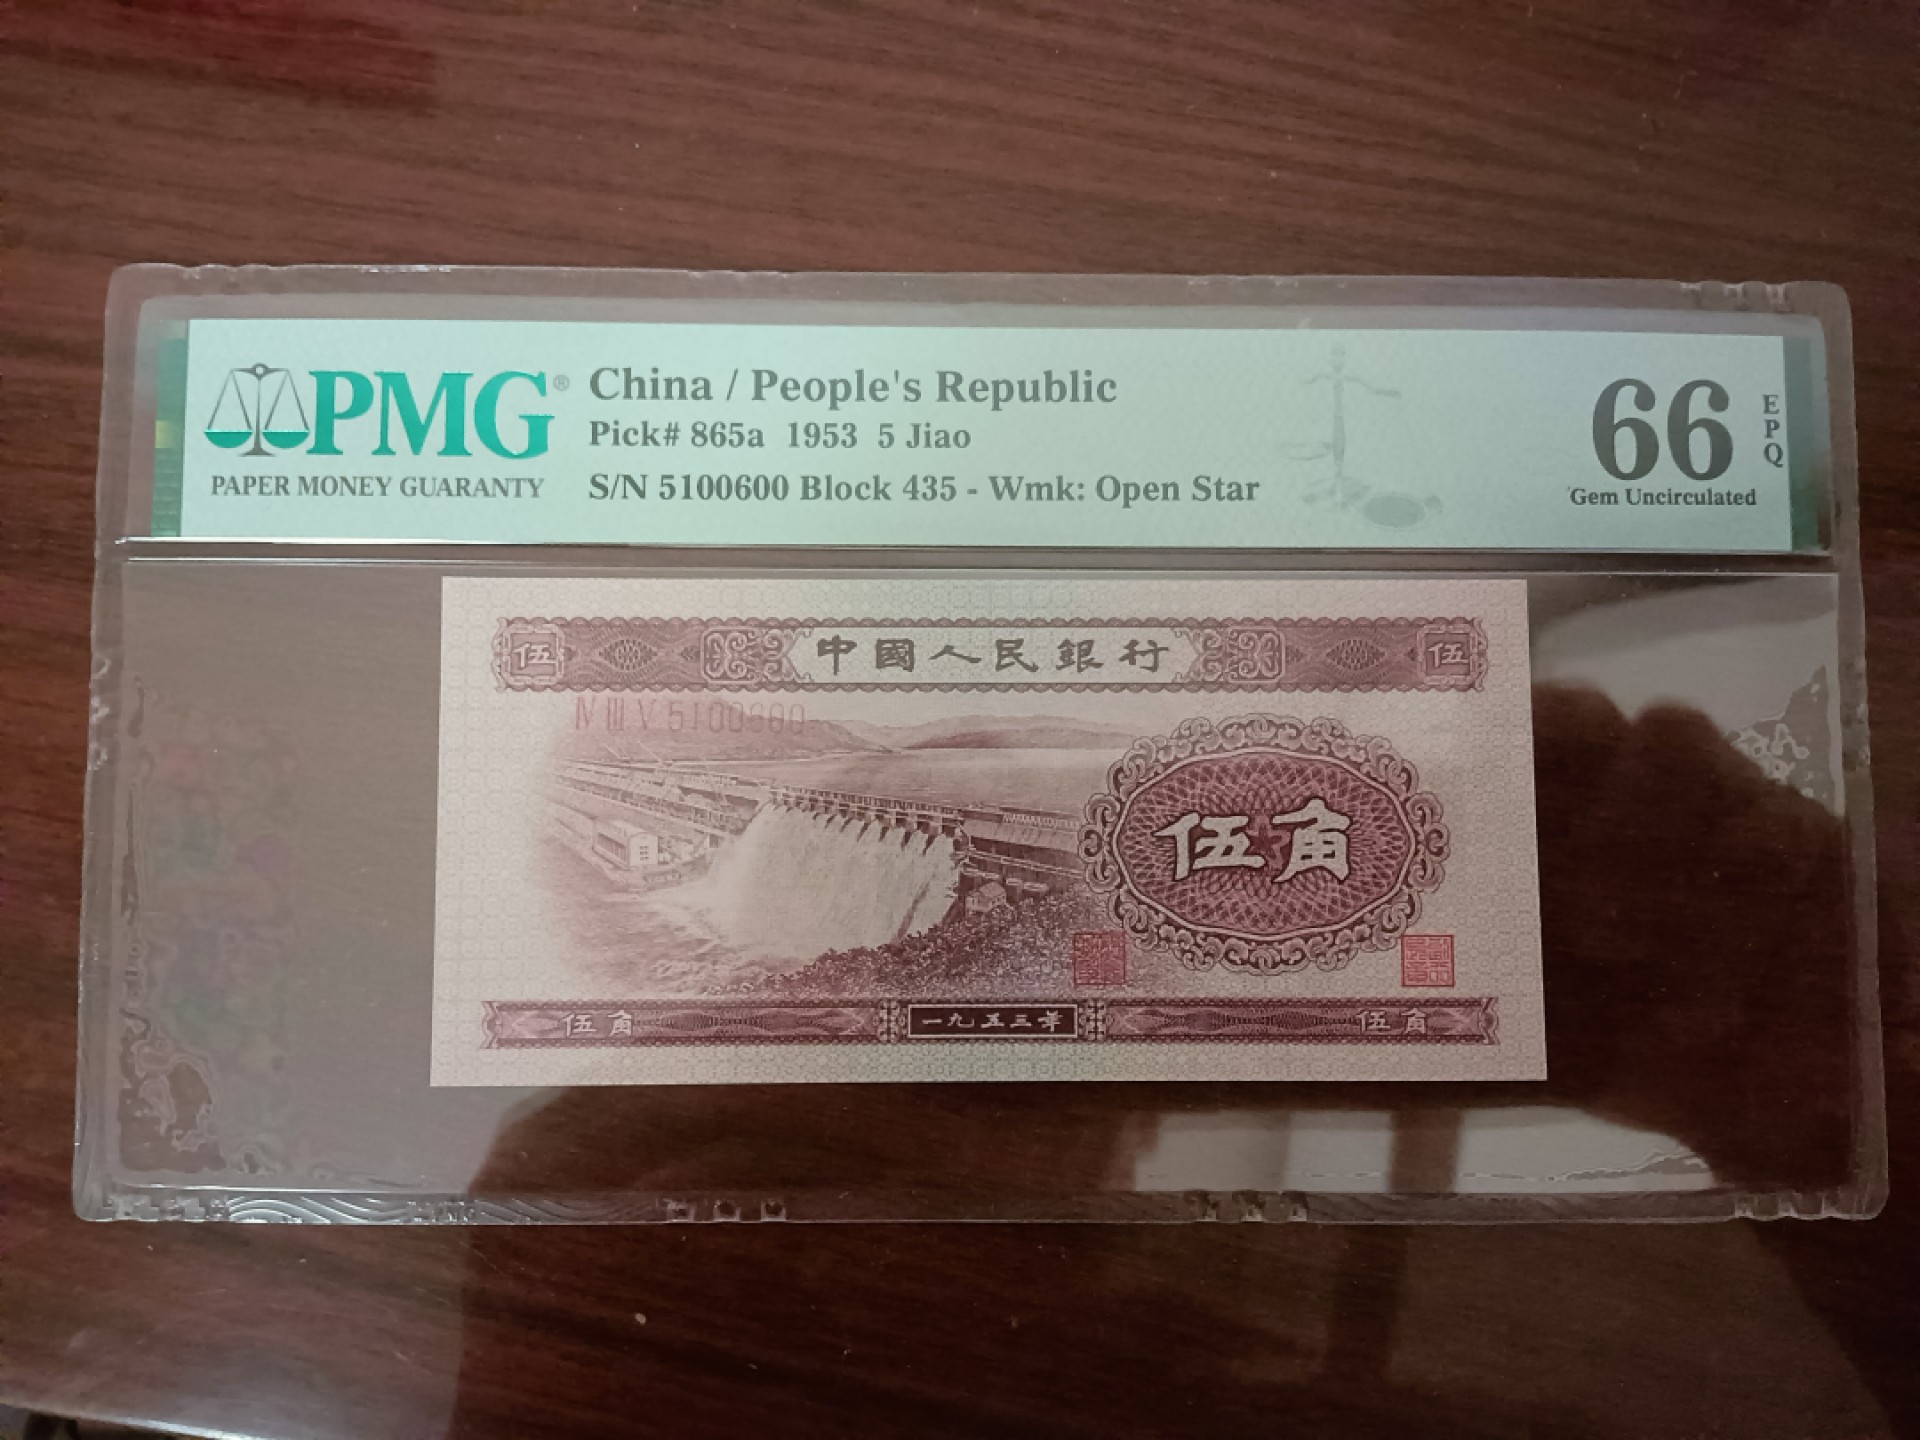 PMG®
PAPER MONEY GUARANTY
China / People's Republic
Pick# 865a 1953 5 Jiao
S/N 5100600 Block 435 - Wmk: Open Star
66
EPQ
Gem Uncirculated
伍 中國人民銀行 伍
Ⅳ Ⅲ Ⅴ 5100600
伍角
伍角 一九五三年 伍角